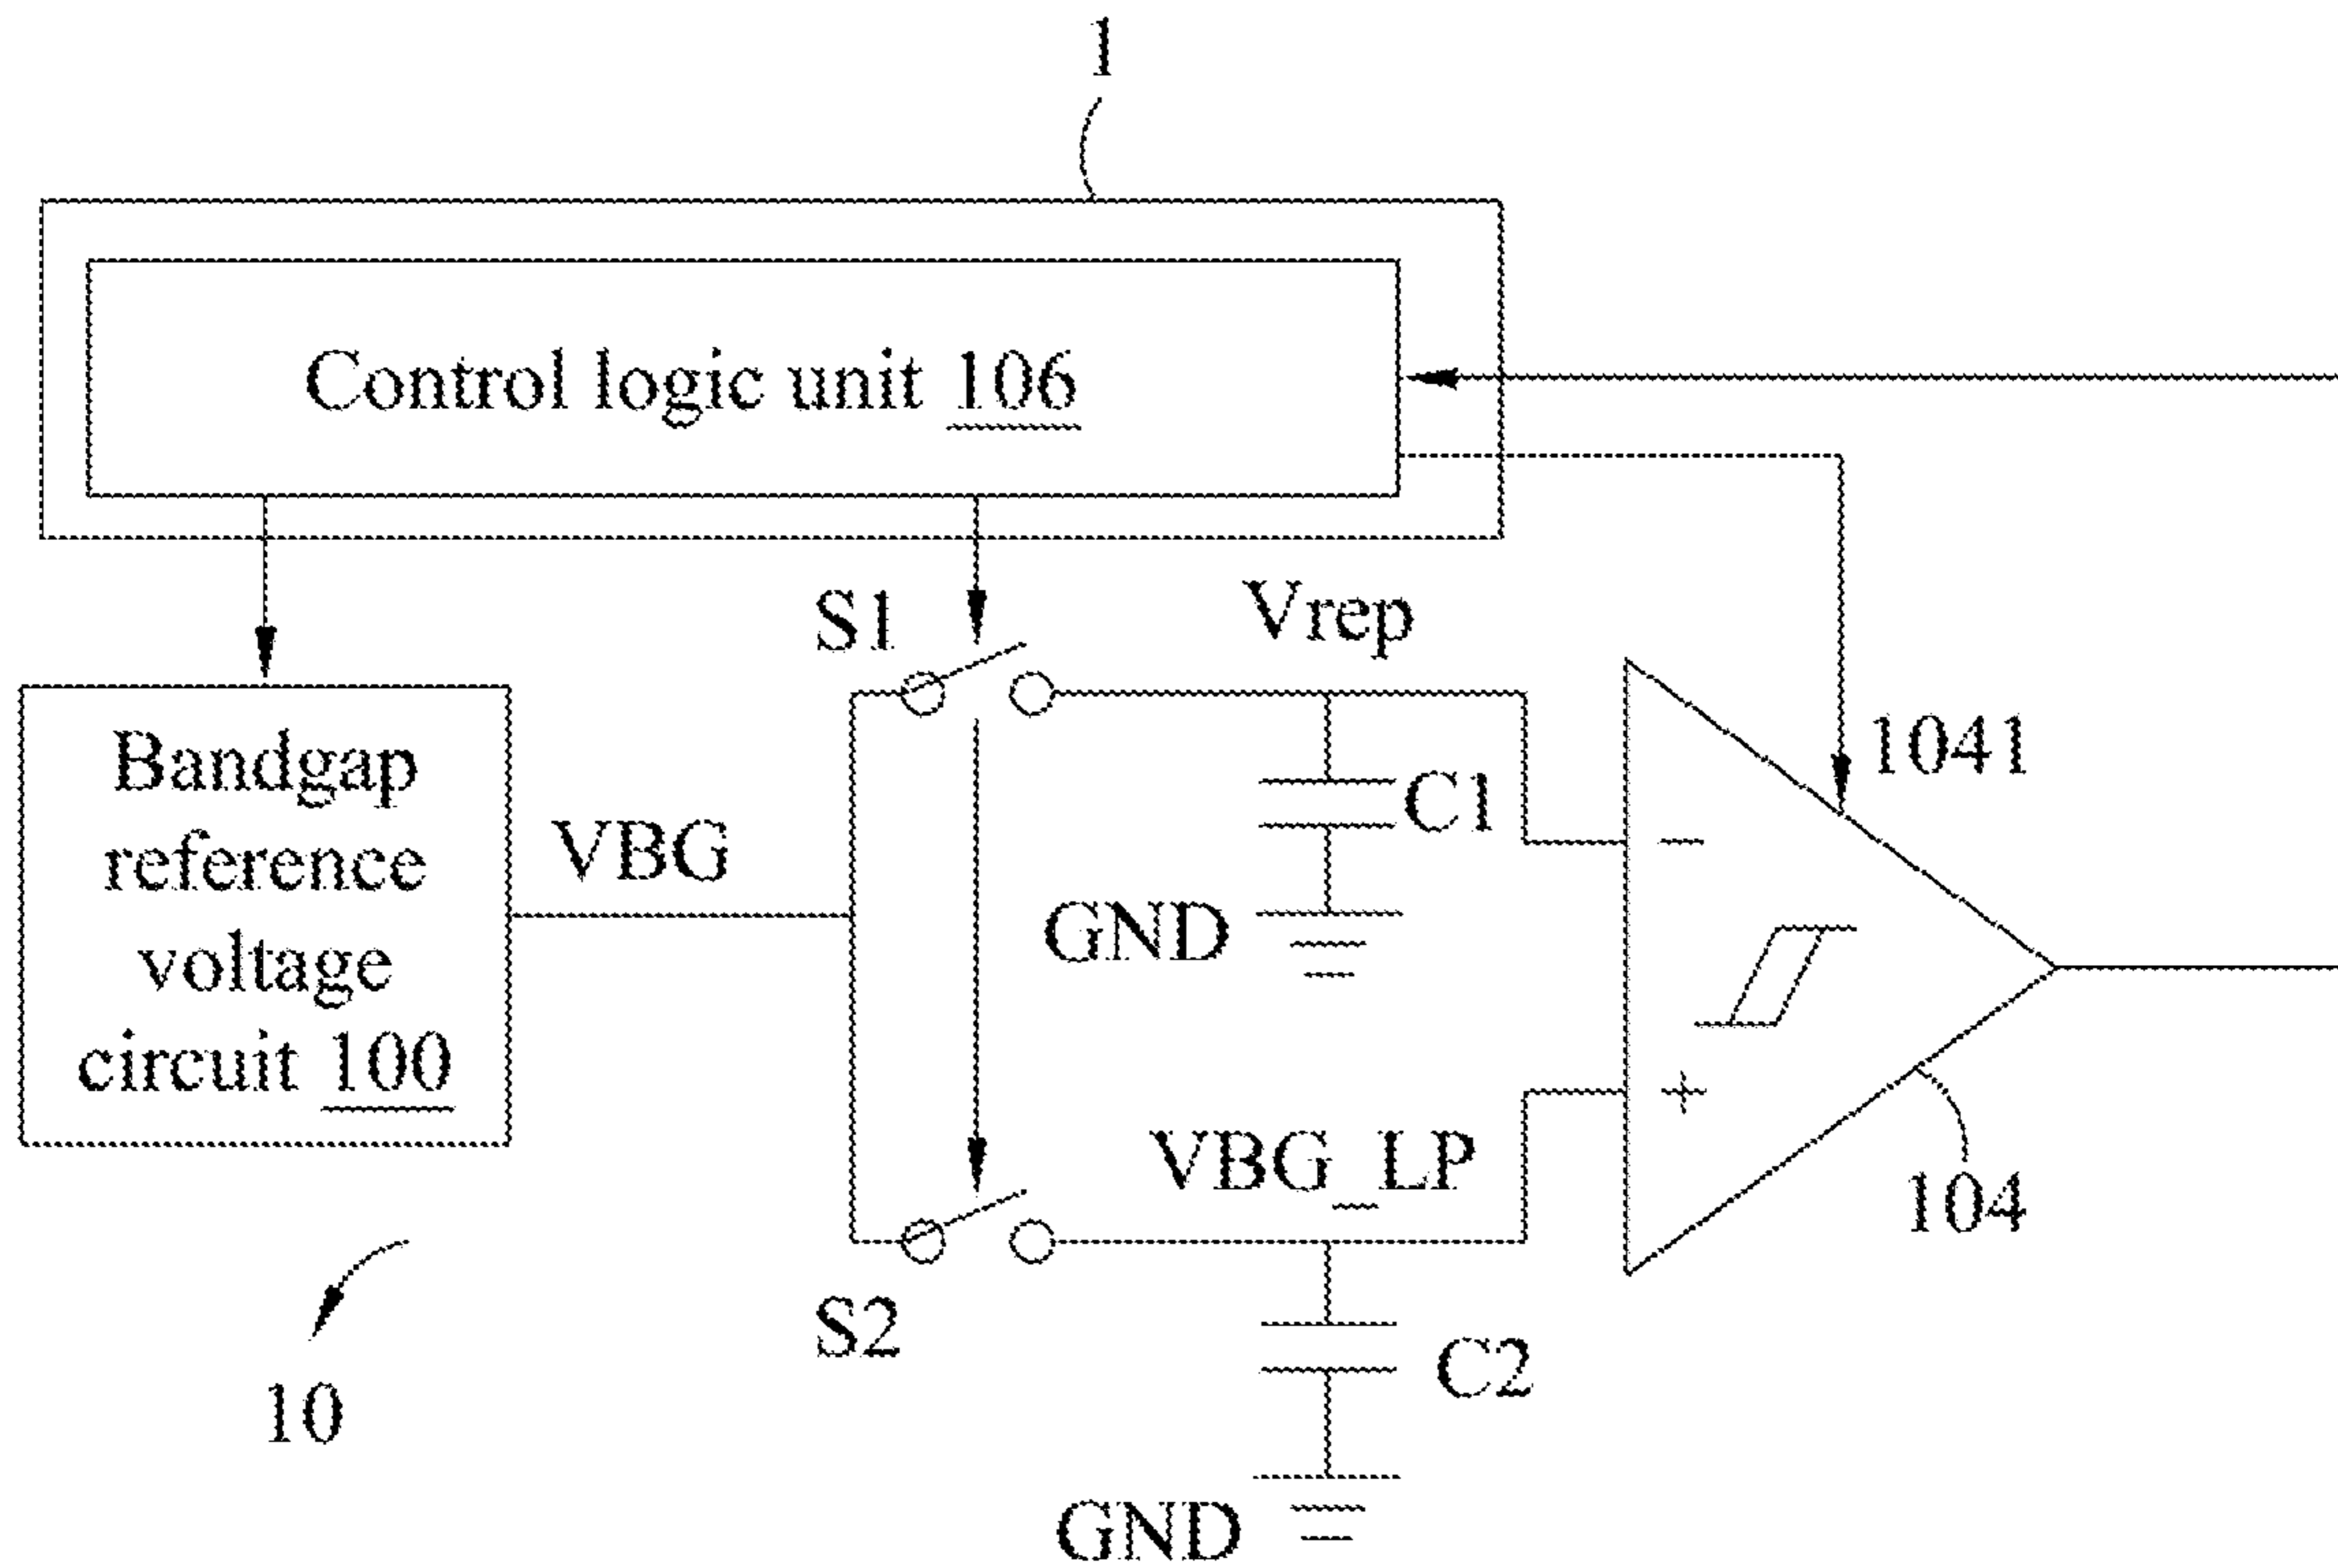 1
Control logic unit 106
S1
Vrep
1041
Bandgap
reference
voltage
circuit 100
VBG
C1
GND
−
+
VBG_LP
104
S2
C2
10
GND